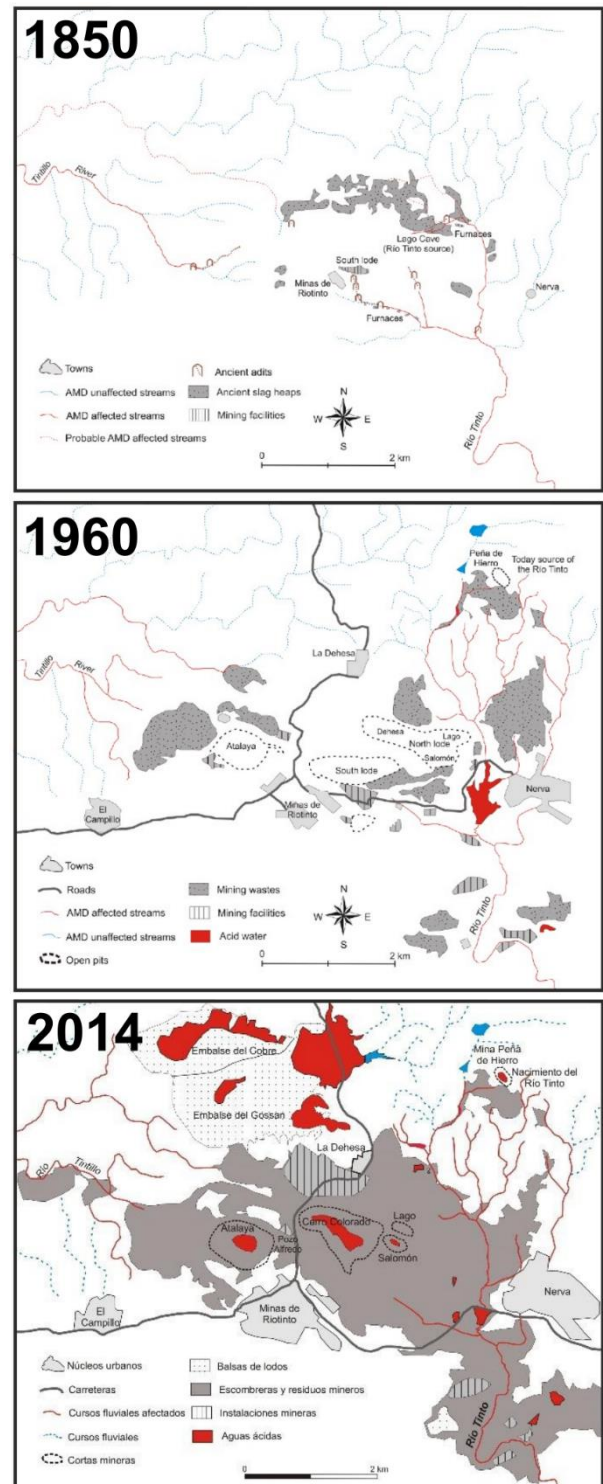 1850
Tintillo
River
Furnaces
Lago Cave
(Río Tinto source)
South lode
Minas de
Riotinto
Nerva
Furnaces
Towns
Ancient adits
AMD unaffected streams
Ancient slag heaps
AMD affected streams
Mining facilities
Probable AMD affected streams
N
W E
S
0 2 km
Río Tinto
1960
Peña de
Hierro
Today source of
the Río Tinto
La Dehesa
Tintillo
River
Dehesa
Lago
North lode
Atalaya
Salomón
South lode
Nerva
Minas de
Riotinto
El
Campillo
Towns
Roads
Mining wastes
AMD affected streams
Mining facilities
AMD unaffected streams
Acid water
Open pits
N
W E
S
0 2 km
Río Tinto
2014
Embalse del Cobre
Mina Peña
de Hierro
Nacimiento del
Río Tinto
Embalse del Gossan
La Dehesa
Río Tintillo
Atalaya
Pozo
Alfredo
Cerro Colorado
Lago
Salomón
Nerva
El
Campillo
Minas de
Riotinto
Núcleos urbanos
Balsas de lodos
Carreteras
Escombreras y residuos mineros
Cursos fluviales afectados
Instalaciones mineras
Cursos fluviales
Aguas ácidas
Cortas mineras
0 2 km
Río Tinto